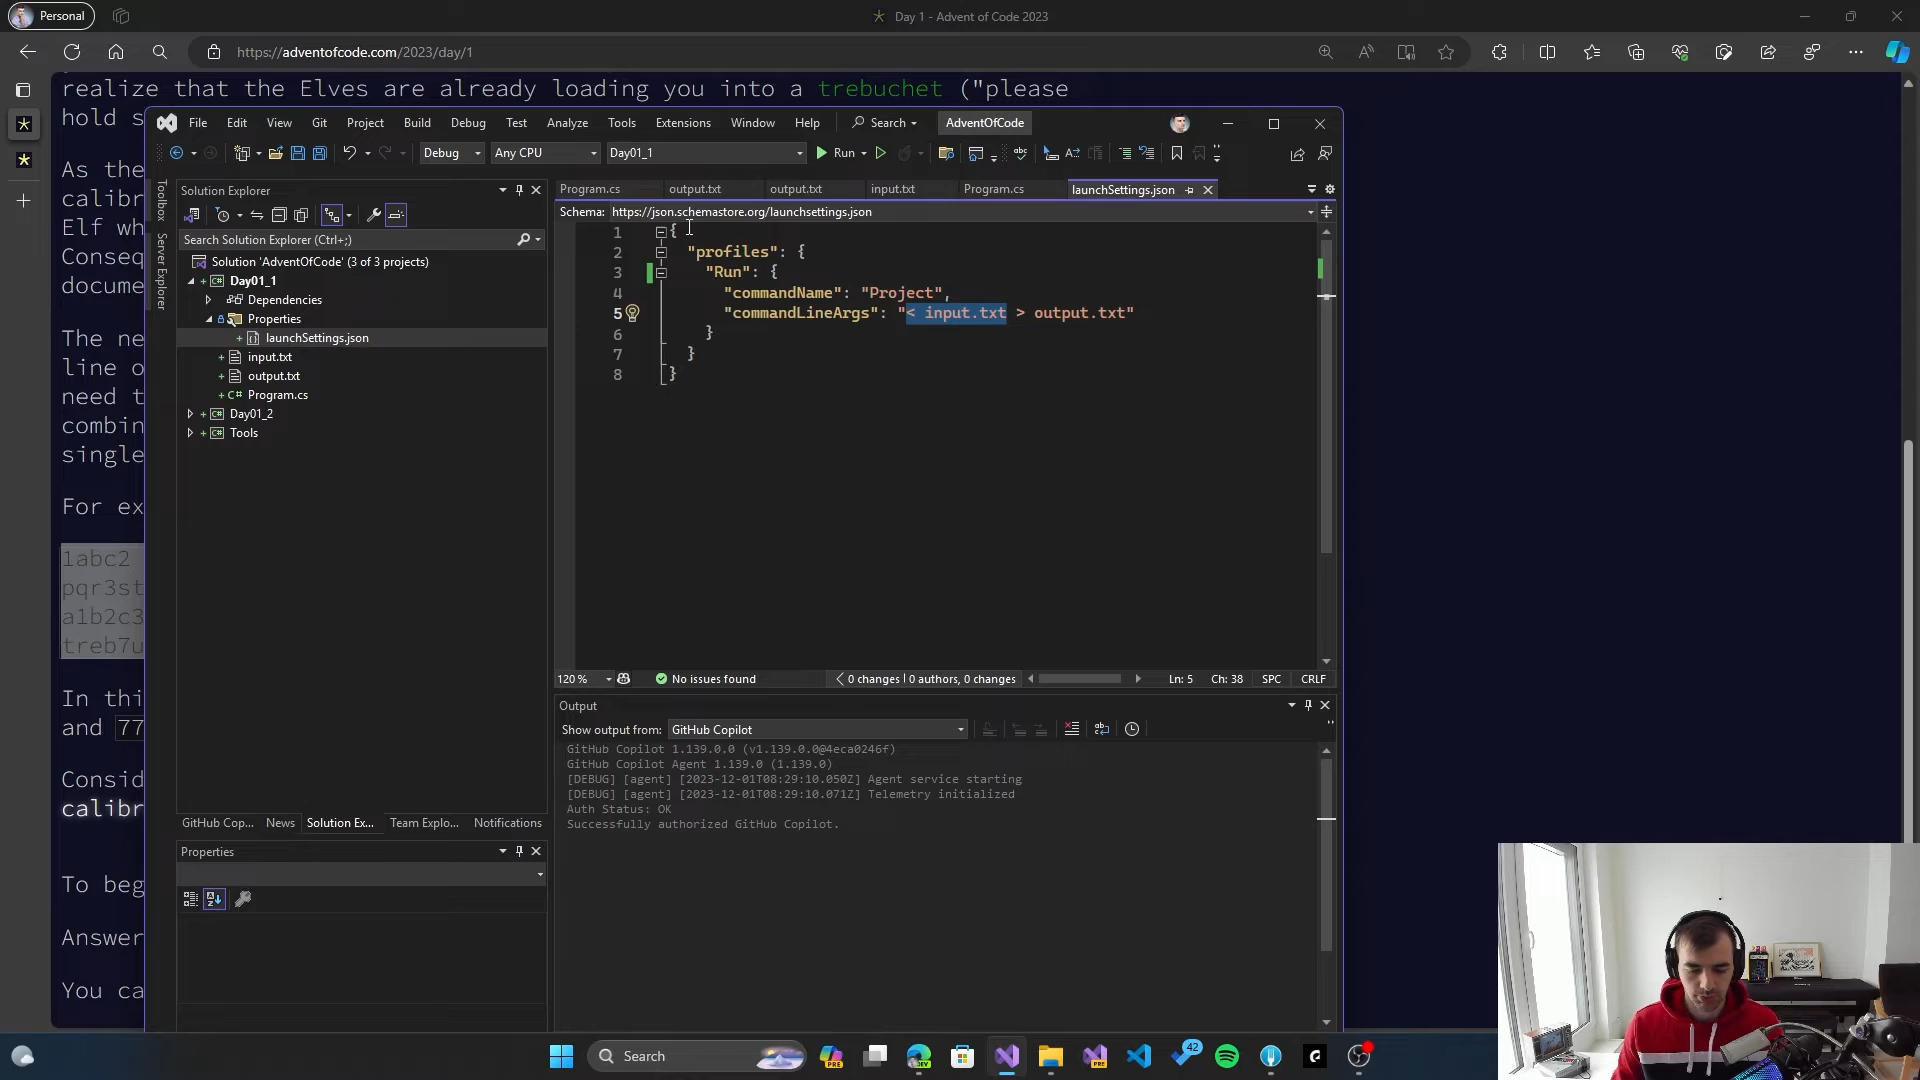 Personal
Day 1 - Advent of Code 2023
https://adventofcode.com/2023/day/1
realize that the Elves are already loading you into a trebuchet ("please
hold s
File Edit View Git Project Build Debug Test Analyze Tools Extensions Window Help Search AdventOfCode
Debug Any CPU Day01_1 Run
As the
calibr
Elf wh
Conseq
docume
The ne
line o
need t
combin
single
For ex
1abc2
pqr3st
a1b2c3
treb7u
In thi
and 77
Consid
calibr
To beg
Answer
You ca
Toolbox
Server Explorer
Solution Explorer
Search Solution Explorer (Ctrl+;)
Solution 'AdventOfCode' (3 of 3 projects)
Day01_1
Dependencies
Properties
launchSettings.json
input.txt
output.txt
C# Program.cs
Day01_2
Tools
GitHub Cop... News Solution Ex... Team Explo... Notifications
Properties
Program.cs output.txt output.txt input.txt Program.cs launchSettings.json
Schema: https://json.schemastore.org/launchsettings.json
1 {
2 "profiles": {
3 "Run": {
4 "commandName": "Project",
5 "commandLineArgs": "< input.txt > output.txt"
6 }
7 }
8 }
120 % No issues found 0 changes | 0 authors, 0 changes Ln: 5 Ch: 38 SPC CRLF
Output
Show output from: GitHub Copilot
GitHub Copilot 1.139.0.0 (v1.139.0.0@4eca0246f)
GitHub Copilot Agent 1.139.0 (1.139.0)
[DEBUG] [agent] [2023-12-01T08:29:10.050Z] Agent service starting
[DEBUG] [agent] [2023-12-01T08:29:10.071Z] Telemetry initialized
Auth Status: OK
Successfully authorized GitHub Copilot.
Search
PRE
DEV
PRE
42